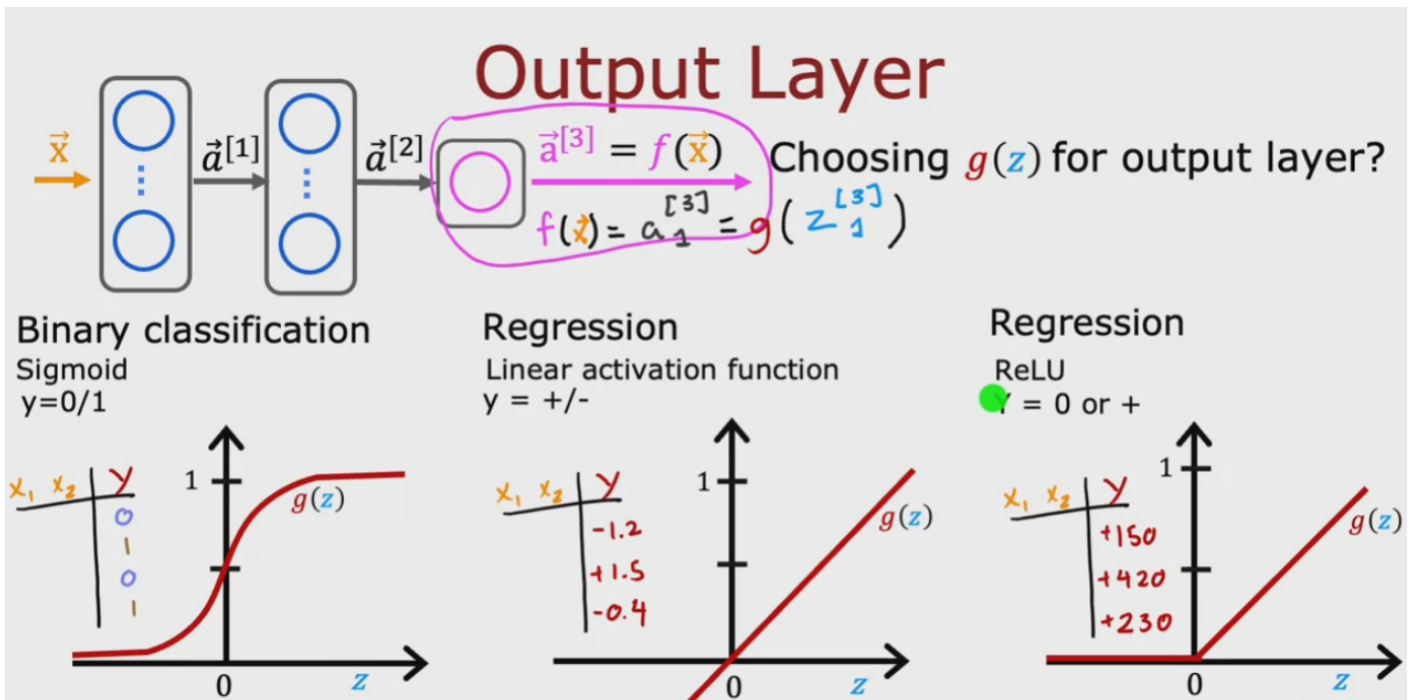 Output Layer
x⃗
a⃗[1]
a⃗[2]
a⃗[3] = f(x⃗)
f(x⃗) = a1[3] = g(z1[3])
Choosing g(z) for output layer?
Binary classification
Sigmoid
y=0/1
x1 x2 y
0
1
0
1
1
g(z)
0
z
Regression
Linear activation function
y = +/-
x1 x2 y
-1.2
+1.5
-0.4
1
g(z)
0
z
Regression
ReLU
Y = 0 or +
x1 x2 y
+150
+420
+230
1
g(z)
0
z